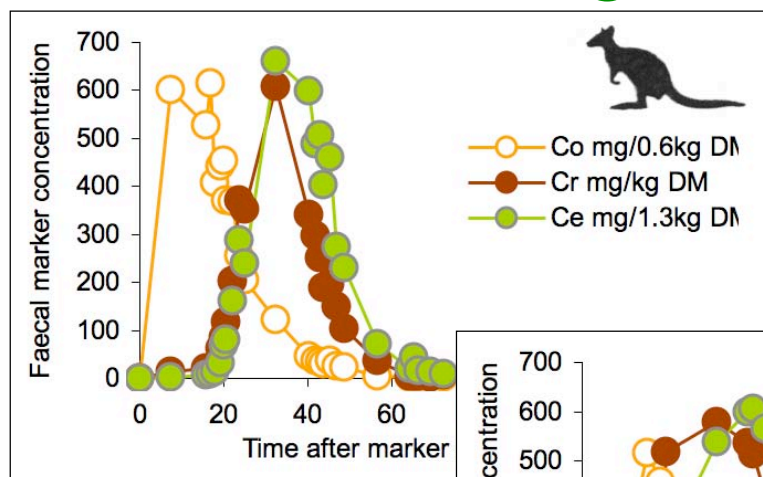 700
600
500
400
300
200
100
0
Faecal marker concentration
0 20 40 60
Time after marker
Co mg/0.6kg DM
Cr mg/kg DM
Ce mg/1.3kg DM
700
600
500
centration